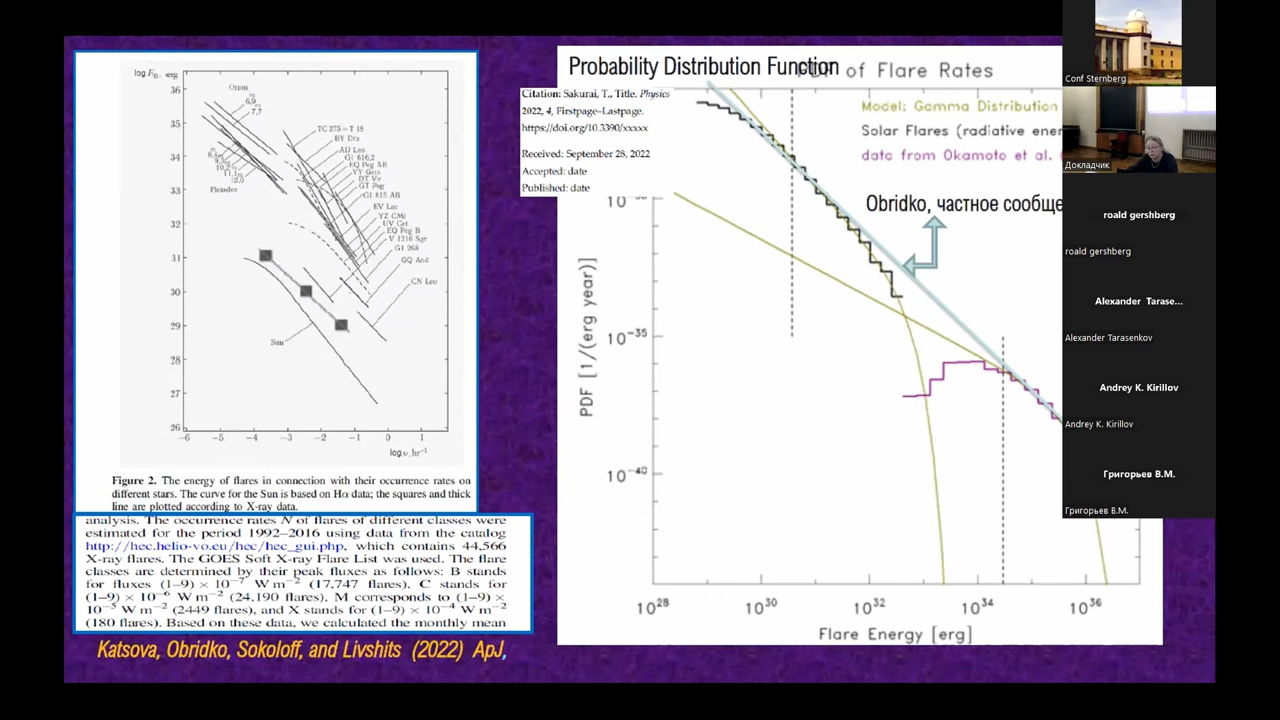 log E_B, erg
36
35
34
33
32
31
30
29
28
27
26
Orion
6,9
7,7
Pleiades
TC 275=T 18
BY Dra
AD Leo
G1 616,2
EQ Peg AB
YY Gem
DT Vir
GT Peg
G1 815 AB
EV Lac
YZ CMi
UV Cet
EQ Peg B
V 1216 Sgr
G1 268
GQ And
CN Leo
Sun
−6 −5 −4 −3 −2 −1 0 1
log ν, hr⁻¹
Figure 2. The energy of flares in connection with their occurrence rates on
different stars. The curve for the Sun is based on Hα data; the squares and thick
line are plotted according to X-ray data.
analysis. The occurrence rates N of flares of different classes were
estimated for the period 1992–2016 using data from the catalog
http://hec.helio-vo.eu/hec/hec_gui.php, which contains 44,566
X-ray flares. The GOES Soft X-ray Flare List was used. The flare
classes are determined by their peak fluxes as follows: B stands
for fluxes (1–9) × 10⁻⁷ W m⁻² (17.747 flares), C stands for
(1–9) × 10⁻⁶ W m⁻² (24,190 flares), M corresponds to (1–9) ×
10⁻⁵ W m⁻² (2449 flares), and X stands for (1–9) × 10⁻⁴ W m⁻²
(180 flares). Based on these data, we calculated the monthly mean
Katsova, Obridko, Sokoloff, and Livshits (2022) ApJ,
Probability Distribution Function
of Flare Rates
Citation: Sakurai, T., Title. Physics
2022, 4, Firstpage–Lastpage.
https://doi.org/10.3390/xxxxx
Received: September 28, 2022
Accepted: date
Published: date
Model: Gamma Distribution
Solar Flares (radiative ener
data from Okamoto et al. (
Obridko, частное сообще
PDF [1/(erg year)]
10⁻³⁵
10⁻⁴⁰
10²⁸ 10³⁰ 10³² 10³⁴ 10³⁶
Flare Energy [erg]
Conf Sternberg
Докладчик
roald gershberg
roald gershberg
Alexander Tarase...
Alexander Tarasenkov
Andrey K. Kirillov
Andrey K. Kirillov
Григорьев В.М.
Григорьев В.М.